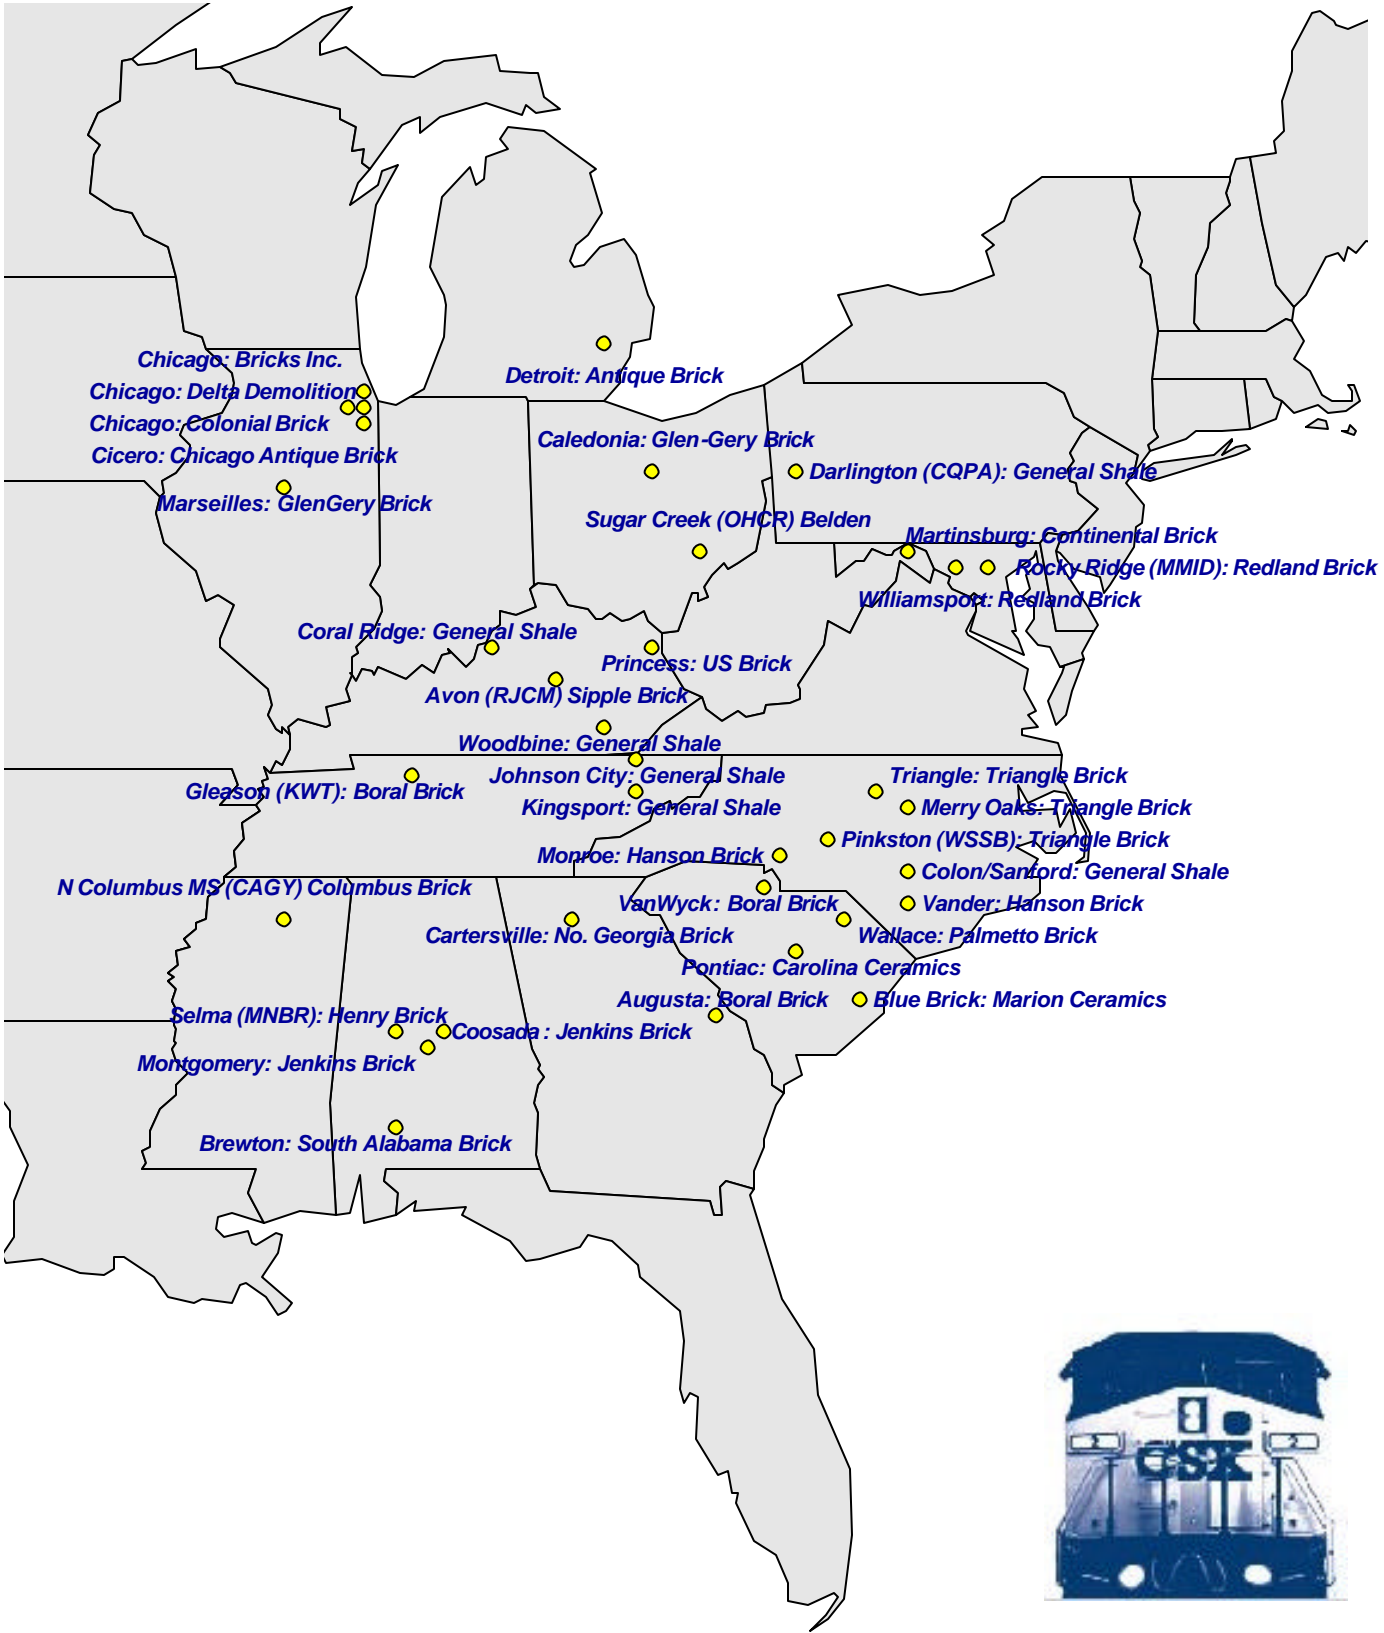 Chicago: Bricks Inc.
Detroit: Antique Brick
Chicago: Delta Demolition
Chicago: Colonial Brick
Caledonia: Glen-Gery Brick
Cicero: Chicago Antique Brick
Darlington (CQPA): General Shale
Marseilles: GlenGery Brick
Sugar Creek (OHCR) Belden
Martinsburg: Continental Brick
Rocky Ridge (MMID): Redland Brick
Williamsport: Redland Brick
Coral Ridge: General Shale
Princess: US Brick
Avon (RJCM) Sipple Brick
Woodbine: General Shale
Johnson City: General Shale
Triangle: Triangle Brick
Gleason (KWT): Boral Brick
Kingsport: General Shale
Merry Oaks: Triangle Brick
Pinkston (WSSB): Triangle Brick
Monroe: Hanson Brick
Colon/Sanford: General Shale
N Columbus MS (CAGY) Columbus Brick
VanWyck: Boral Brick
Vander: Hanson Brick
Cartersville: No. Georgia Brick
Wallace: Palmetto Brick
Pontiac: Carolina Ceramics
Augusta: Boral Brick
Blue Brick: Marion Ceramics
Selma (MNBR): Henry Brick
Coosada : Jenkins Brick
Montgomery: Jenkins Brick
Brewton: South Alabama Brick
CSX